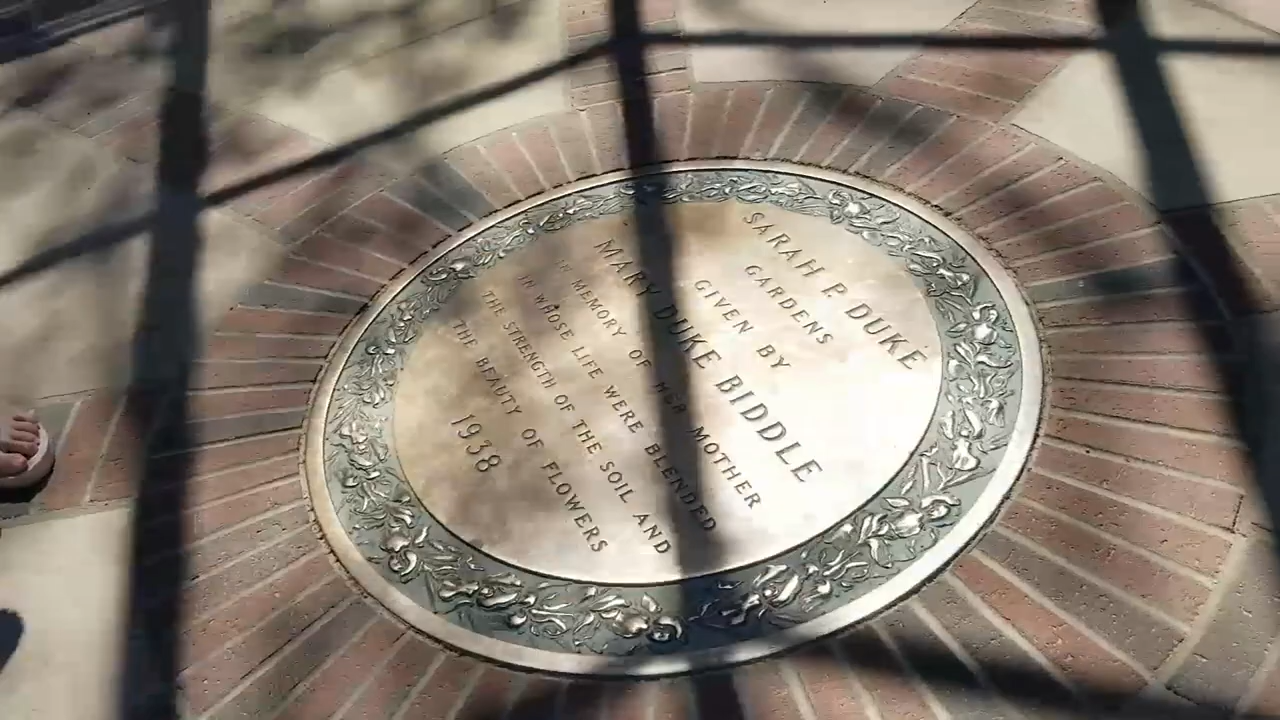 SARAH P. DUKE
GARDENS
GIVEN BY
MARY DUKE BIDDLE
IN MEMORY OF HER MOTHER
IN WHOSE LIFE WERE BLENDED
THE STRENGTH OF THE SOIL AND
THE BEAUTY OF FLOWERS
1938